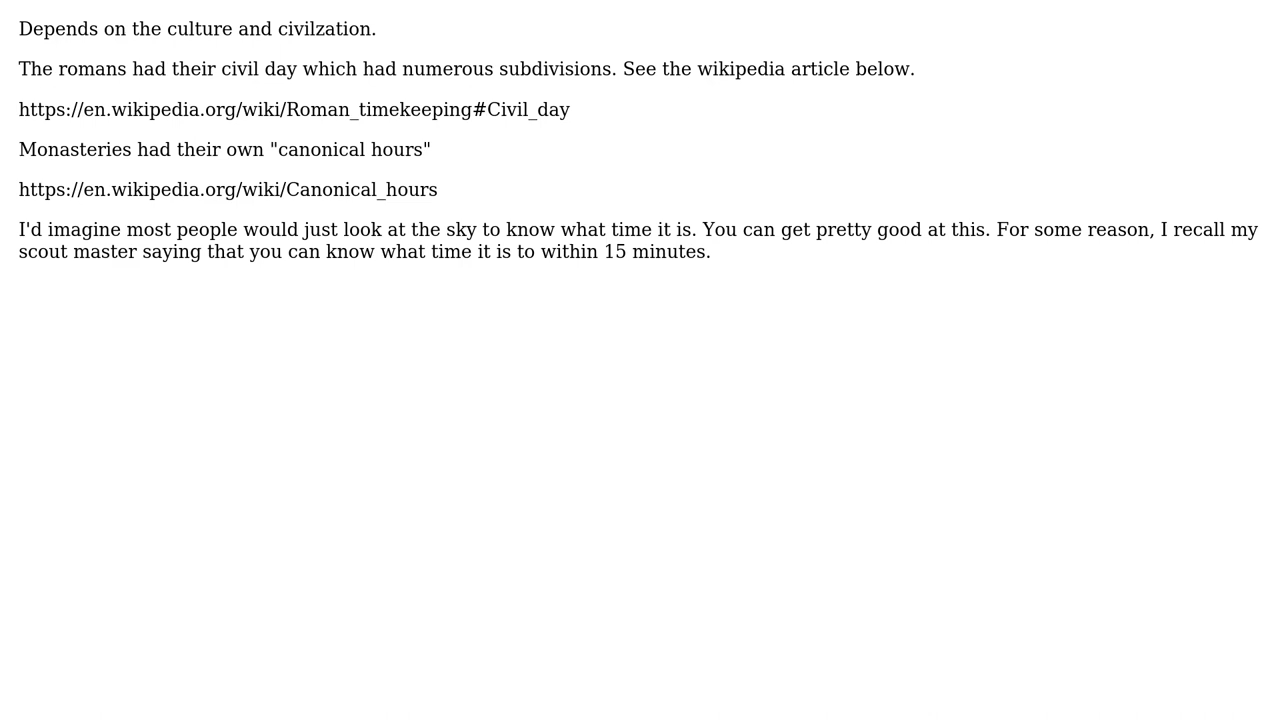 Depends on the culture and civilzation.
The romans had their civil day which had numerous subdivisions. See the wikipedia article below.
https://en.wikipedia.org/wiki/Roman_timekeeping#Civil_day
Monasteries had their own "canonical hours"
https://en.wikipedia.org/wiki/Canonical_hours
I'd imagine most people would just look at the sky to know what time it is. You can get pretty good at this. For some reason, I recall my
scout master saying that you can know what time it is to within 15 minutes.